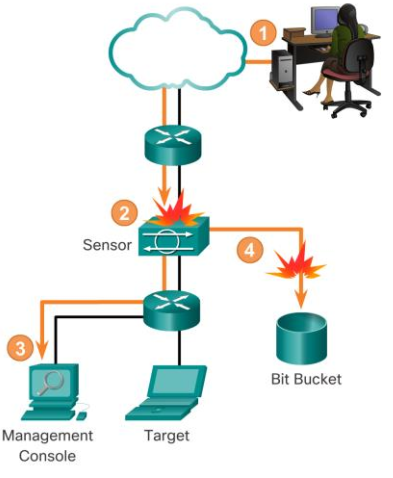 1
2
Sensor
4
3
Bit Bucket
Management
Console
Target